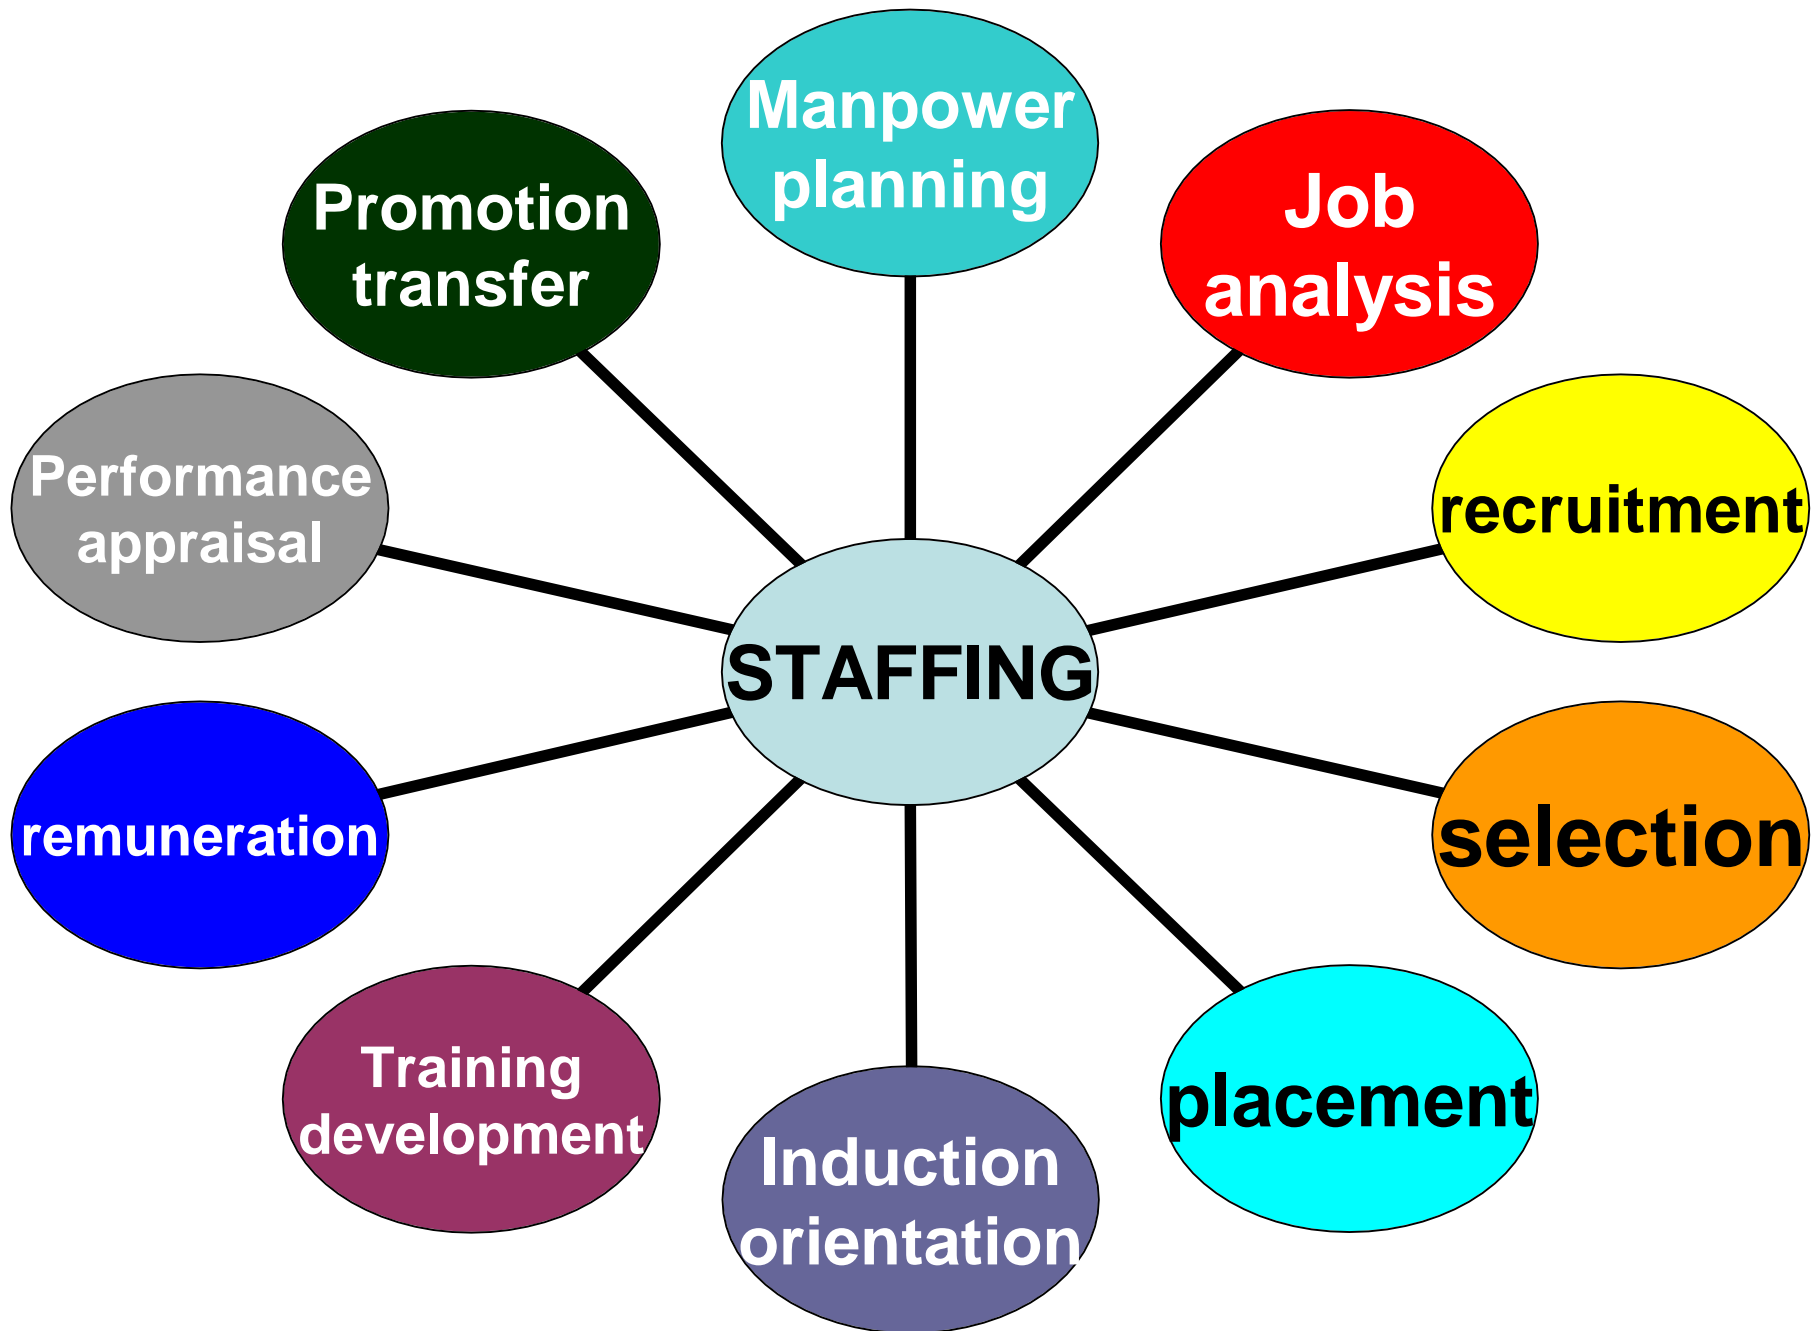 Manpower
planning
Job
analysis
recruitment
selection
placement
Induction
orientation
Training
development
remuneration
Performance
appraisal
Promotion
transfer
STAFFING